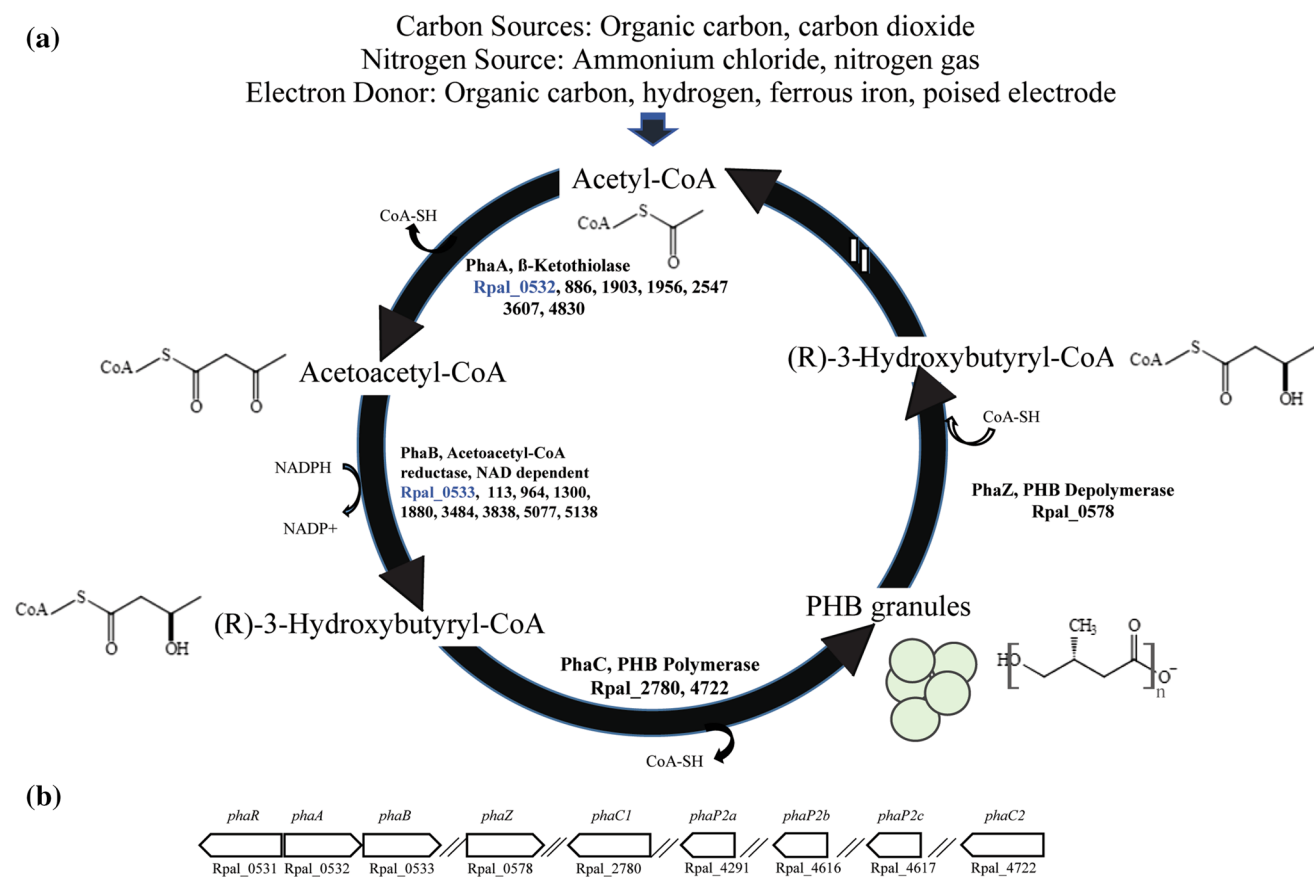 (a)
Carbon Sources: Organic carbon, carbon dioxide
Nitrogen Source: Ammonium chloride, nitrogen gas
Electron Donor: Organic carbon, hydrogen, ferrous iron, poised electrode
Acetyl-CoA
CoA-SH
CoA
S
O
PhaA, ß-Ketothiolase
Rpal_0532, 886, 1903, 1956, 2547
3607, 4830
CoA
S
O
O
Acetoacetyl-CoA
(R)-3-Hydroxybutyryl-CoA
CoA
S
O
OH
CoA-SH
NADPH
NADP+
PhaB, Acetoacetyl-CoA
reductase, NAD dependent
Rpal_0533, 113, 964, 1300,
1880, 3484, 3838, 5077, 5138
PhaZ, PHB Depolymerase
Rpal_0578
CoA
S
O
OH
(R)-3-Hydroxybutyryl-CoA
PHB granules
PhaC, PHB Polymerase
Rpal_2780, 4722
CoA-SH
HO
CH3
O
O−
n
(b)
phaR phaA phaB phaZ phaC1 phaP2a phaP2b phaP2c phaC2
Rpal_0531 Rpal_0532 Rpal_0533 Rpal_0578 Rpal_2780 Rpal_4291 Rpal_4616 Rpal_4617 Rpal_4722